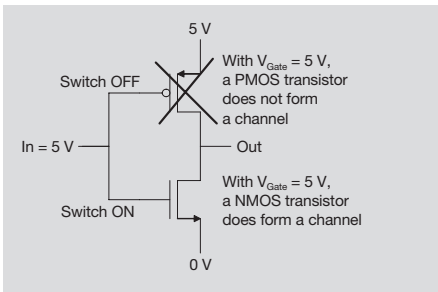 5 V
With V_Gate = 5 V,
a PMOS transistor
does not form
a channel
Switch OFF
In = 5 V
Out
With V_Gate = 5 V,
a NMOS transistor
does form a channel
Switch ON
0 V